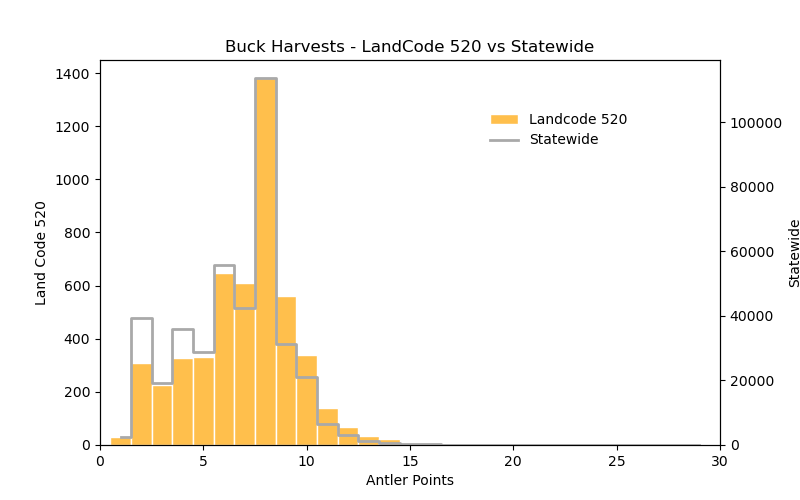 Buck Harvests - LandCode 520 vs Statewide
1400
1200
1000
800
600
400
200
0
Land Code 520
Landcode 520
Statewide
100000
80000
60000
40000
20000
0
Statewide
0 5 10 15 20 25 30
Antler Points